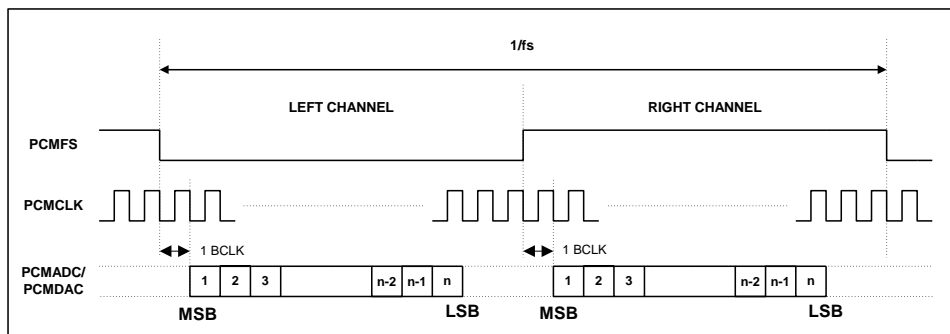 1/fs
LEFT CHANNEL RIGHT CHANNEL
PCMFS
PCMCLK
1 BCLK 1 BCLK
PCMADC/
PCMDAC
1 2 3 n-2 n-1 n 1 2 3 n-2 n-1 n
MSB LSB MSB LSB